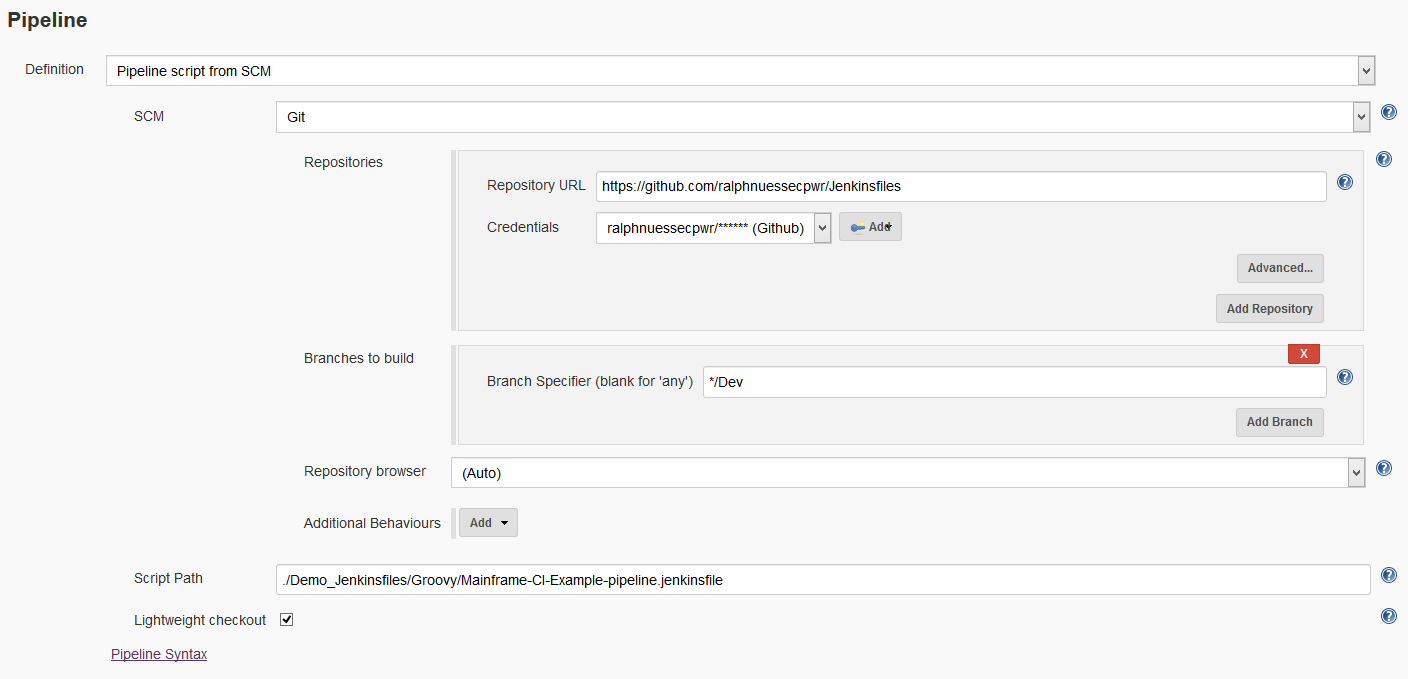 Pipeline
Definition Pipeline script from SCM
SCM Git
Repositories
Repository URL https://github.com/ralphnuessecpwr/Jenkinsfiles
Credentials ralphnuessecpwr/****** (Github) Add
Advanced...
Add Repository
Branches to build
X
Branch Specifier (blank for 'any') */Dev
Add Branch
Repository browser (Auto)
Additional Behaviours Add
Script Path ./Demo_Jenkinsfiles/Groovy/Mainframe-CI-Example-pipeline.jenkinsfile
Lightweight checkout
Pipeline Syntax